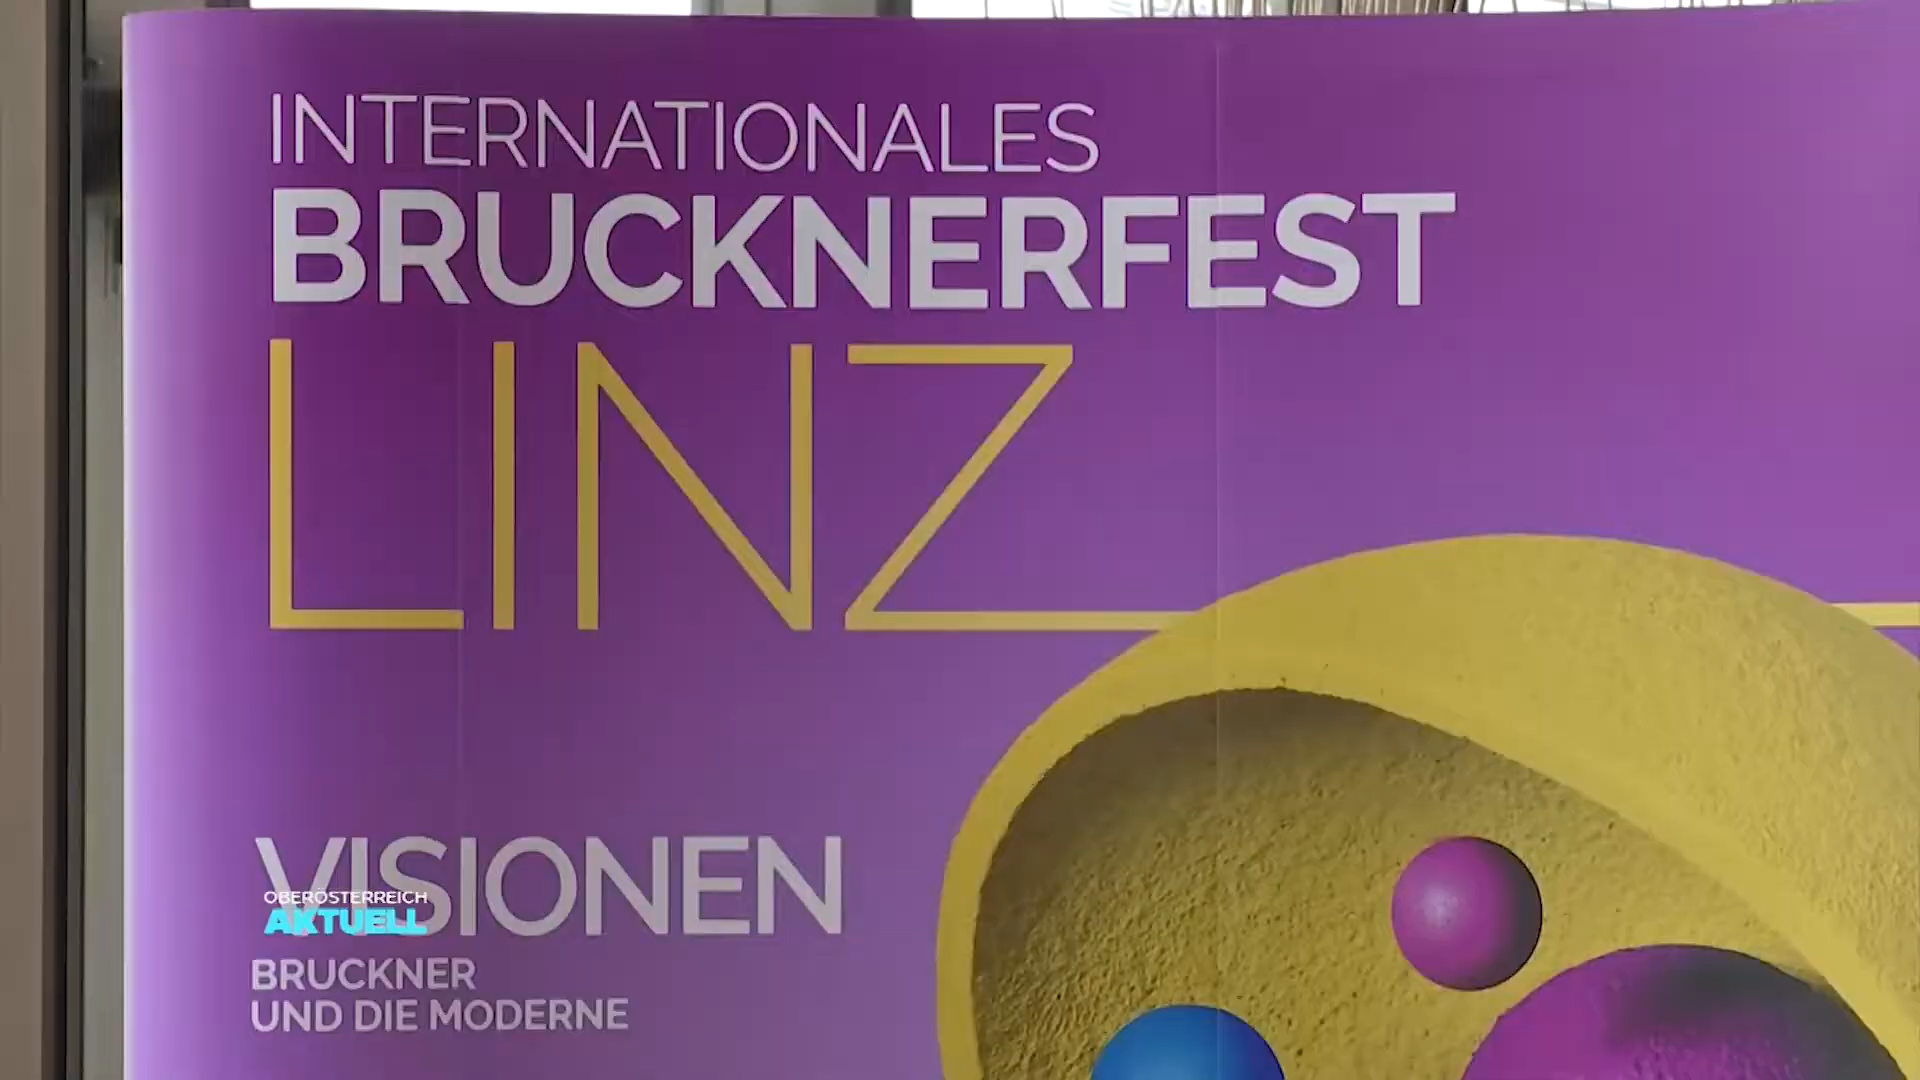 INTERNATIONALES
BRUCKNERFEST
LINZ
VISIONEN
OBERÖSTERREICH
AKTUELL
BRUCKNER
UND DIE MODERNE